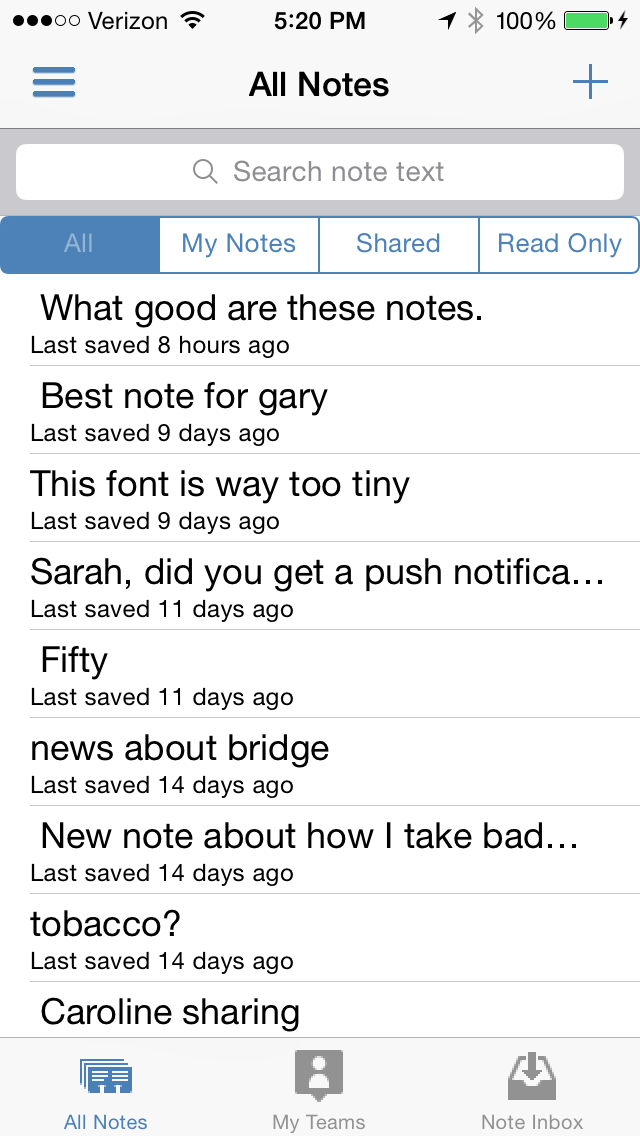 Verizon 5:20 PM 100%
All Notes
Search note text
All My Notes Shared Read Only
What good are these notes.
Last saved 8 hours ago
Best note for gary
Last saved 9 days ago
This font is way too tiny
Last saved 9 days ago
Sarah, did you get a push notifica...
Last saved 11 days ago
Fifty
Last saved 11 days ago
news about bridge
Last saved 14 days ago
New note about how I take bad...
Last saved 14 days ago
tobacco?
Last saved 14 days ago
Caroline sharing
All Notes My Teams Note Inbox